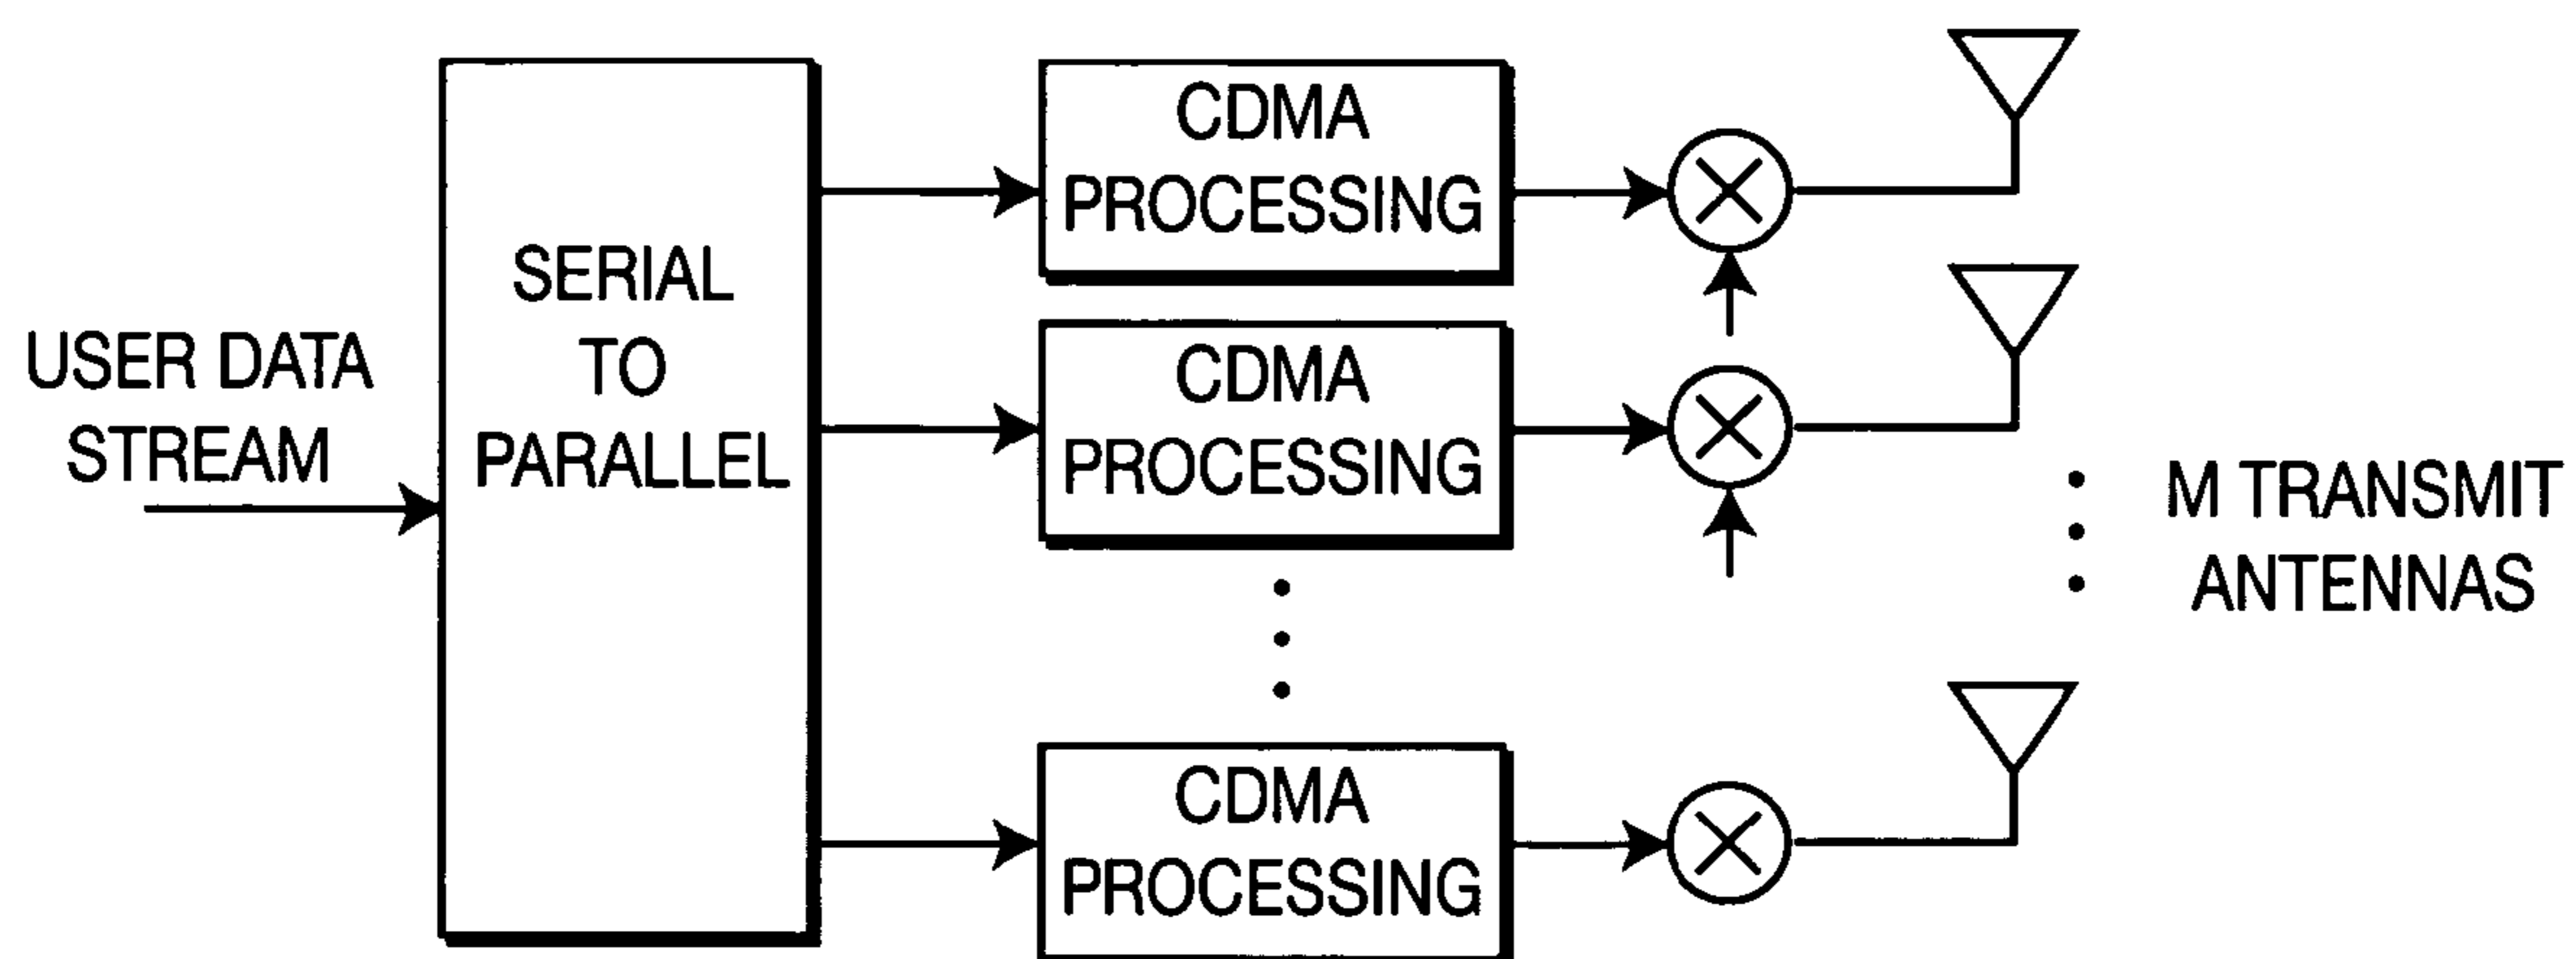 USER DATA
STREAM
SERIAL
TO
PARALLEL
CDMA
PROCESSING
CDMA
PROCESSING
CDMA
PROCESSING
M TRANSMIT
ANTENNAS